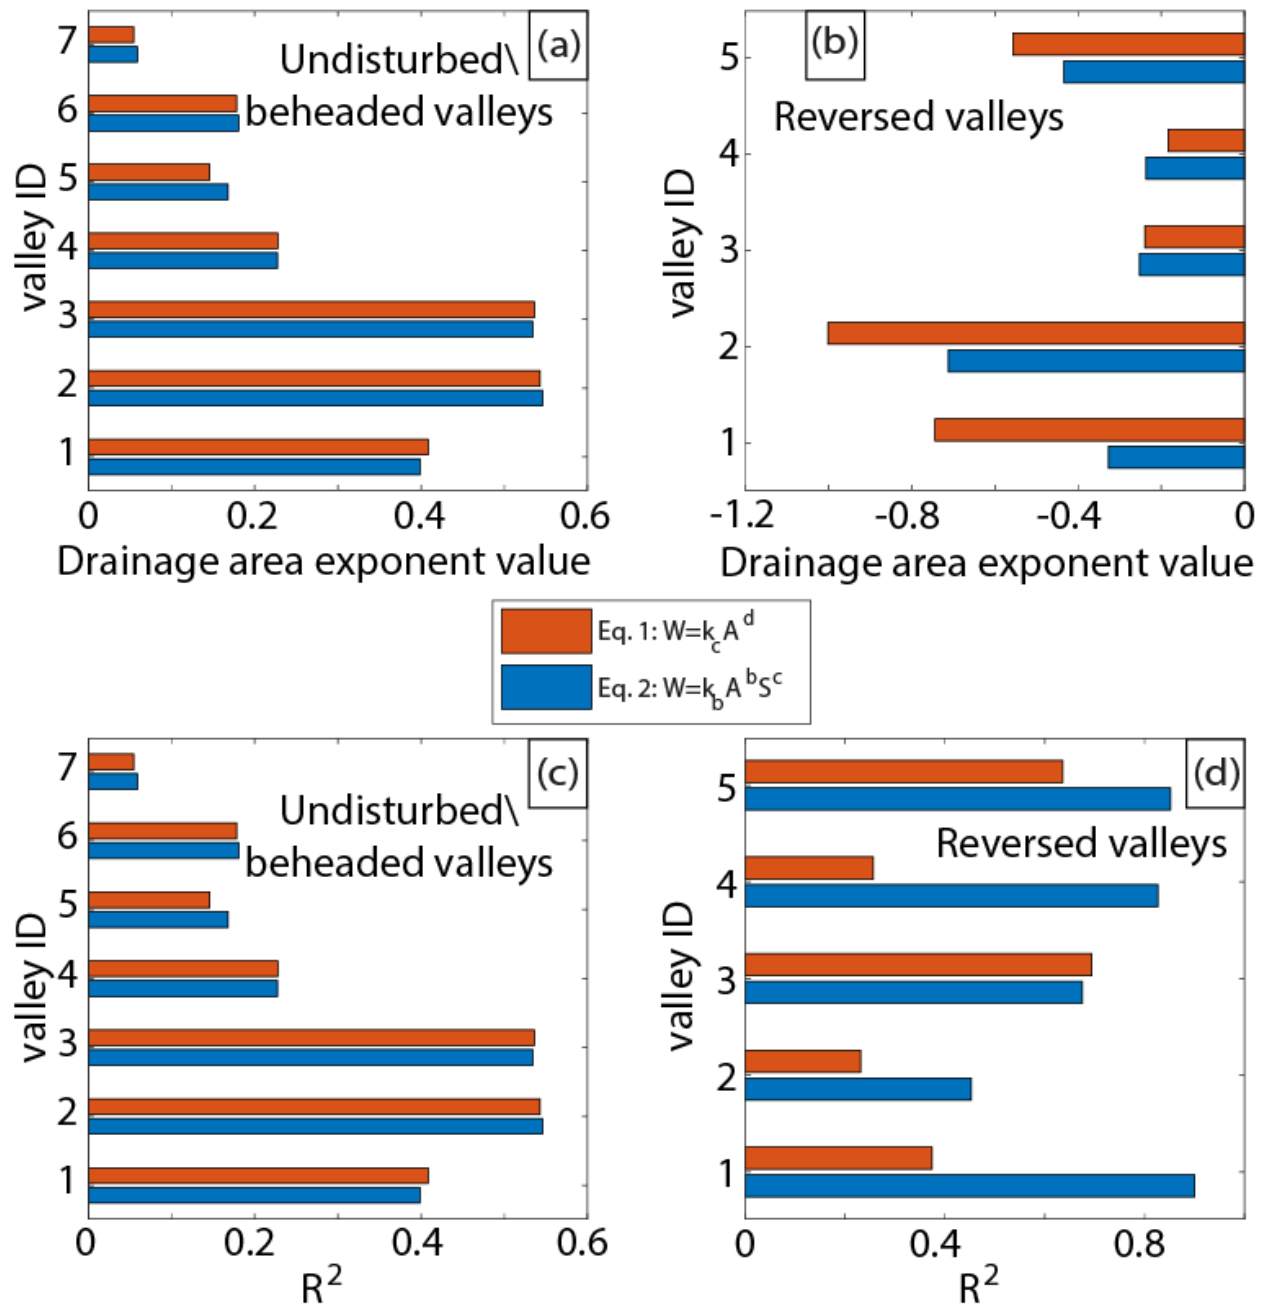 (a)
Undisturbed\
beheaded valleys
valley ID
7
6
5
4
3
2
1
0 0.2 0.4 0.6
Drainage area exponent value
(b)
Reversed valleys
valley ID
5
4
3
2
1
-1.2 -0.8 -0.4 0
Drainage area exponent value
Eq. 1: W=k_cA^d
Eq. 2: W=k_bA^bS^c
(c)
Undisturbed\
beheaded valleys
valley ID
7
6
5
4
3
2
1
0 0.2 0.4 0.6
R²
(d)
Reversed valleys
valley ID
5
4
3
2
1
0 0.4 0.8
R²